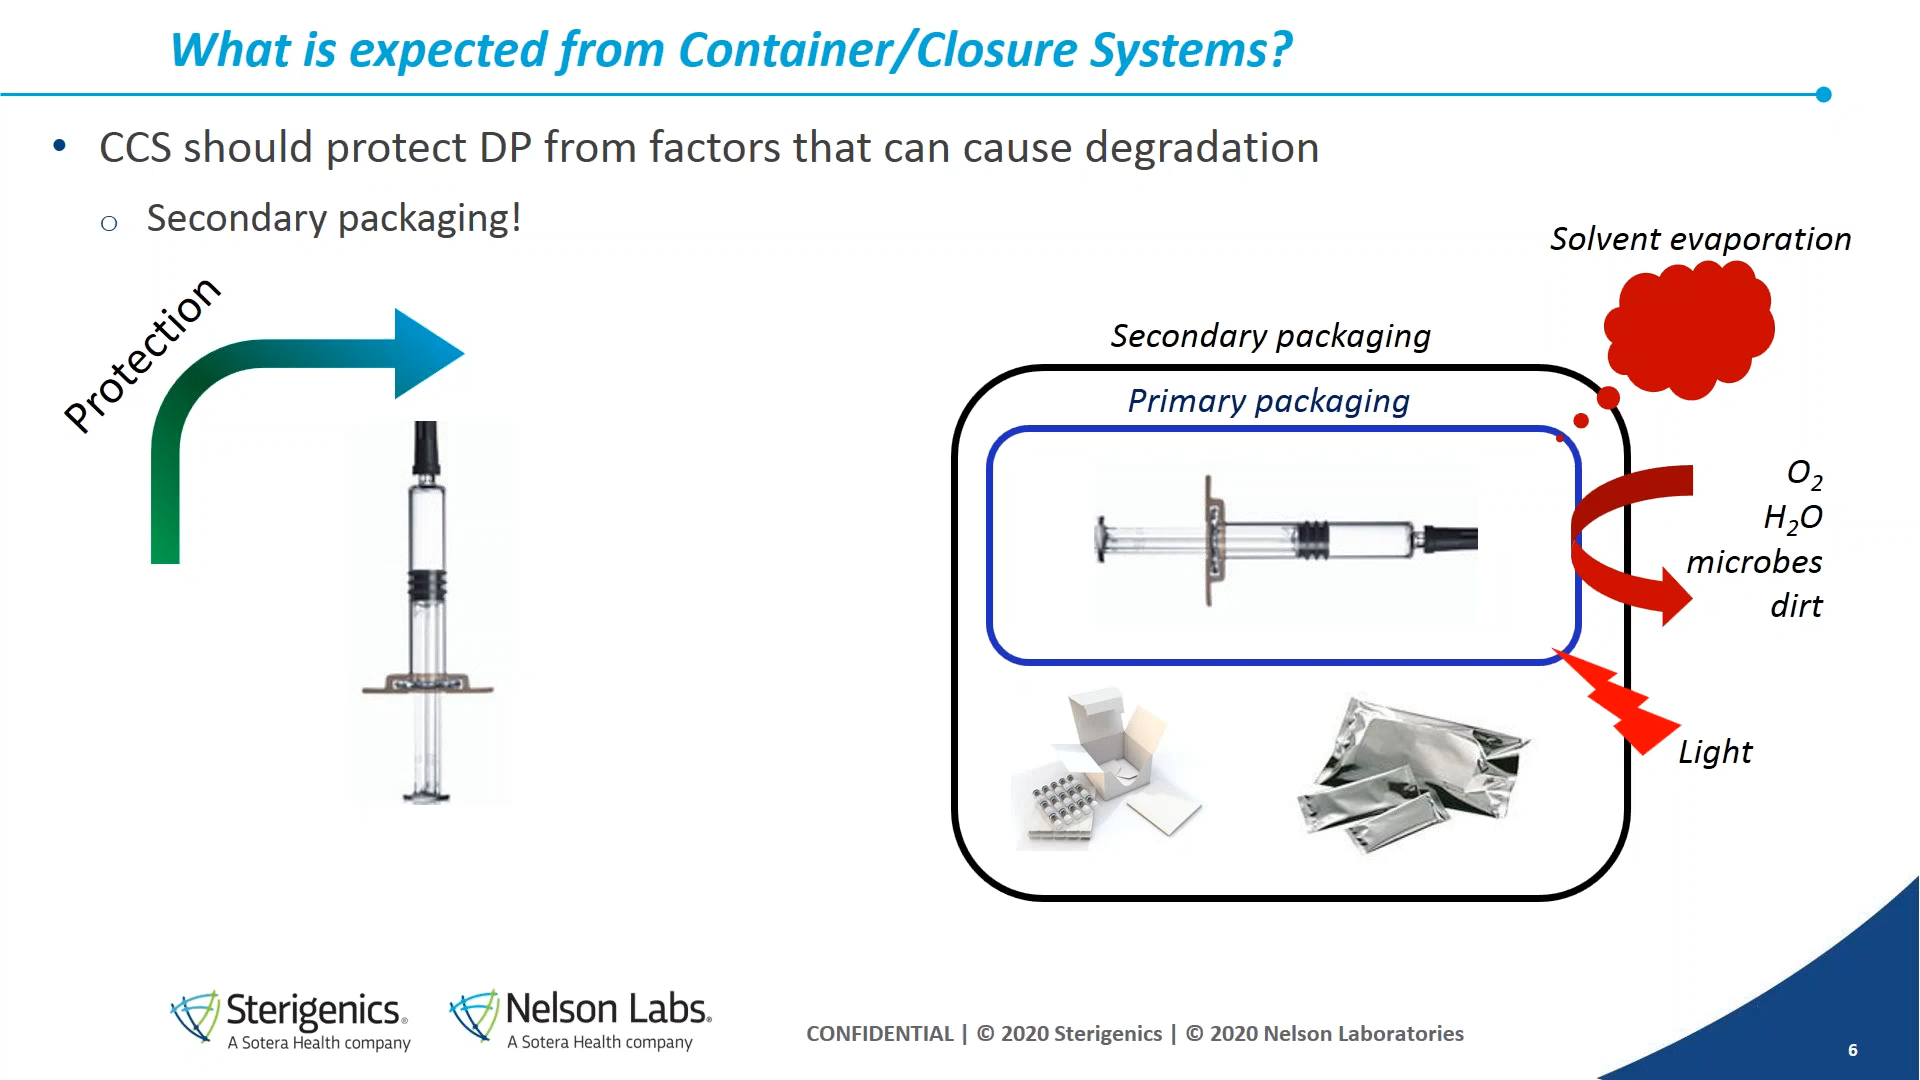 What is expected from Container/Closure Systems?
• CCS should protect DP from factors that can cause degradation
o Secondary packaging!
Protection
Solvent evaporation
Secondary packaging
Primary packaging
O₂
H₂O
microbes
dirt
Light
Sterigenics®
A Sotera Health company
Nelson Labs®
A Sotera Health company
CONFIDENTIAL | © 2020 Sterigenics | © 2020 Nelson Laboratories
6